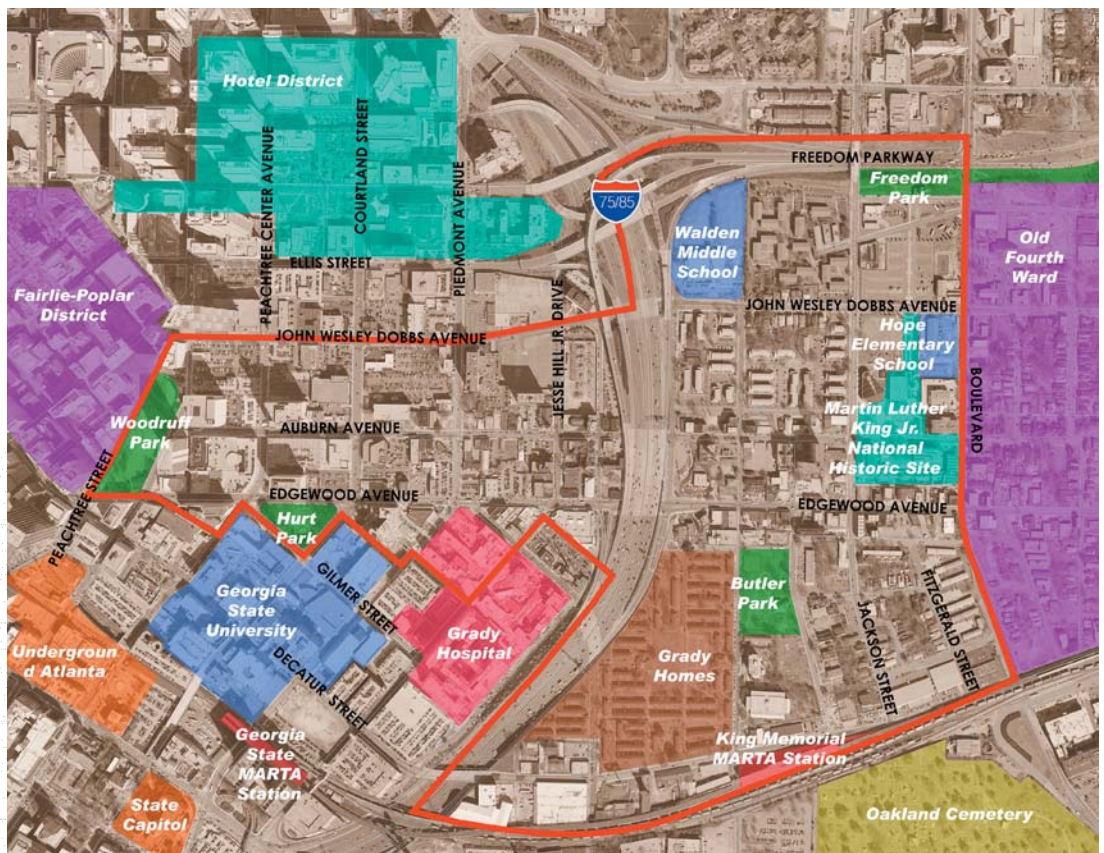 Hotel District
PEACHTREE CENTER AVENUE
COURTLAND STREET
PIEDMONT AVENUE
FREEDOM PARKWAY
Freedom
Park
75/85
Walden
Middle
School
Old
Fourth
Ward
ELLIS STREET
Fairlie-Poplar
District
JESSE HILL JR. DRIVE
JOHN WESLEY DOBBS AVENUE
JOHN WESLEY DOBBS AVENUE
Hope
Elementary
School
BOULEVARD
Woodruff
Park
AUBURN AVENUE
Martin Luther
King Jr.
National
Historic Site
PEACHTREE STREET
EDGEWOOD AVENUE
EDGEWOOD AVENUE
Hurt
Park
GILMER STREET
Georgia
State
University
Butler
Park
JACKSON STREET
FITZGERALD STREET
Undergroun
d Atlanta
DECATUR STREET
Grady
Hospital
Grady
Homes
Georgia
State
MARTA
Station
King Memorial
MARTA Station
State
Capitol
Oakland Cemetery